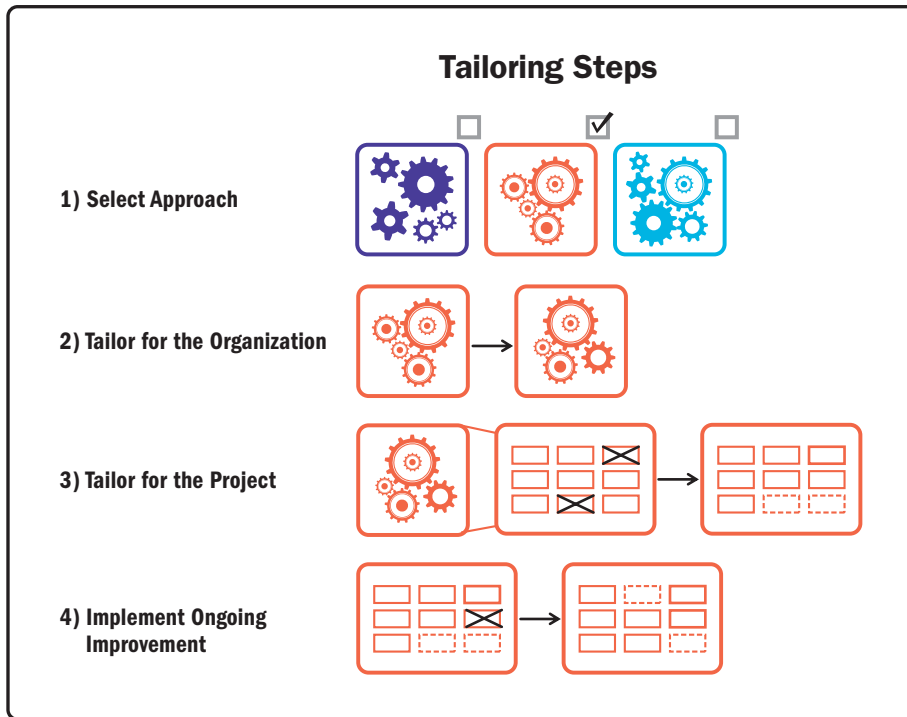 Tailoring Steps
1) Select Approach
2) Tailor for the Organization
3) Tailor for the Project
4) Implement Ongoing
Improvement